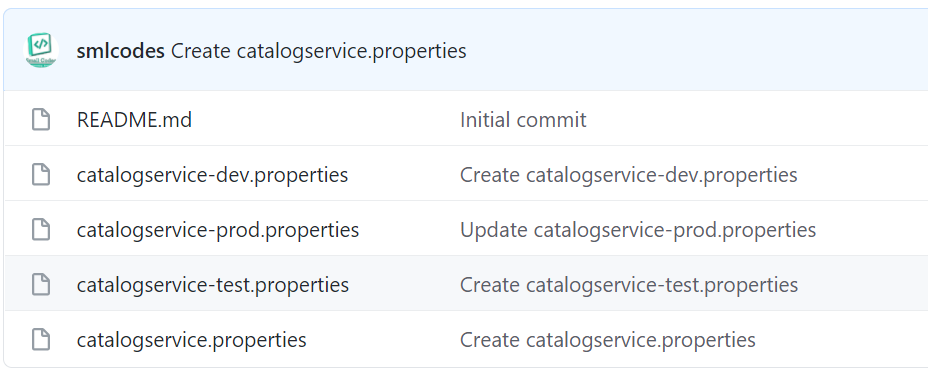 smlcodes Create catalogservice.properties
README.md Initial commit
catalogservice-dev.properties Create catalogservice-dev.properties
catalogservice-prod.properties Update catalogservice-prod.properties
catalogservice-test.properties Create catalogservice-test.properties
catalogservice.properties Create catalogservice.properties